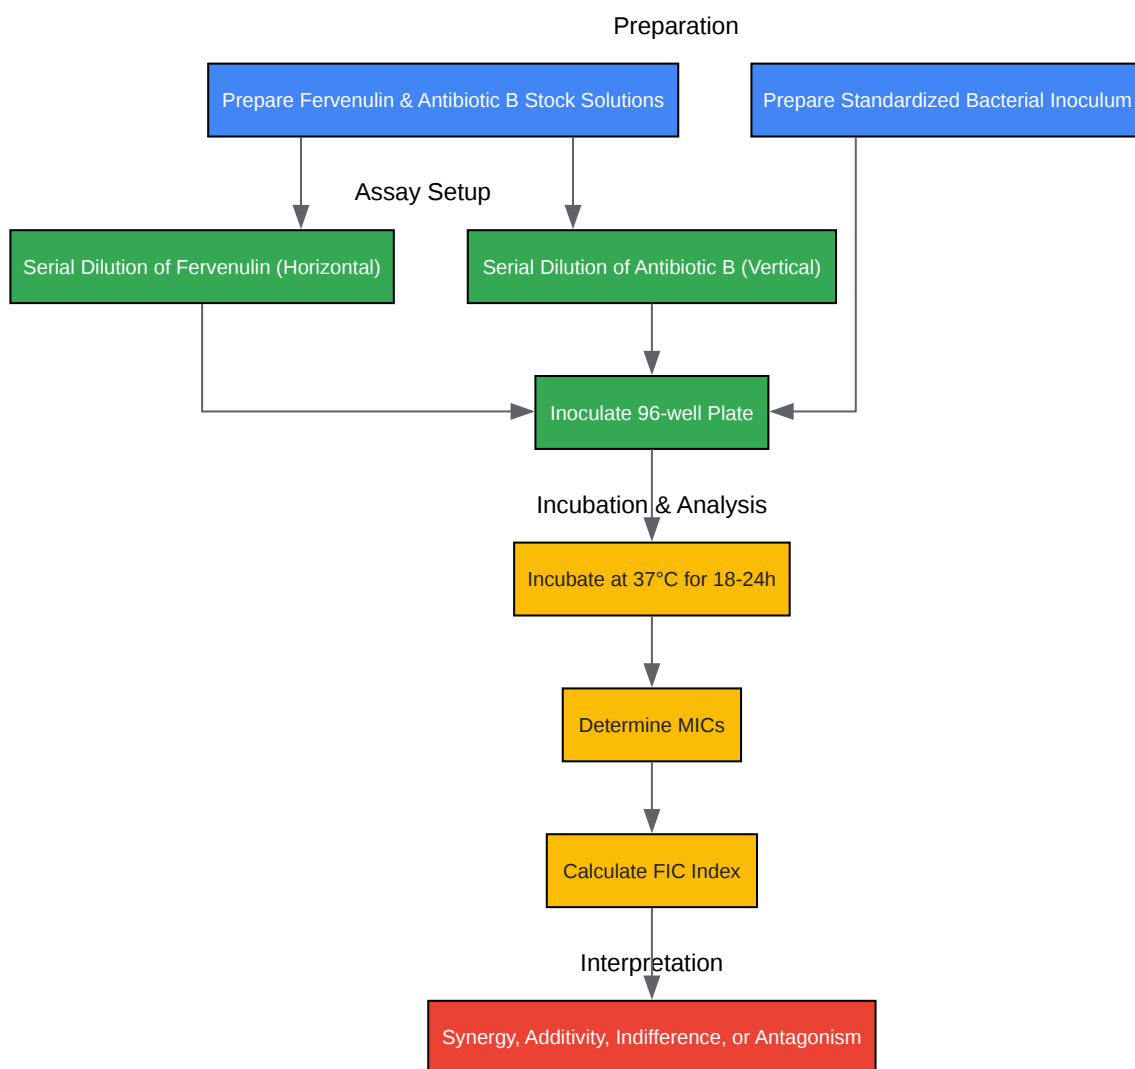 Preparation
Prepare Fervenulin & Antibiotic B Stock Solutions
Prepare Standardized Bacterial Inoculum
Assay Setup
Serial Dilution of Fervenulin (Horizontal)
Serial Dilution of Antibiotic B (Vertical)
Inoculate 96-well Plate
Incubation & Analysis
Incubate at 37°C for 18-24h
Determine MICs
Calculate FIC Index
Interpretation
Synergy, Additivity, Indifference, or Antagonism